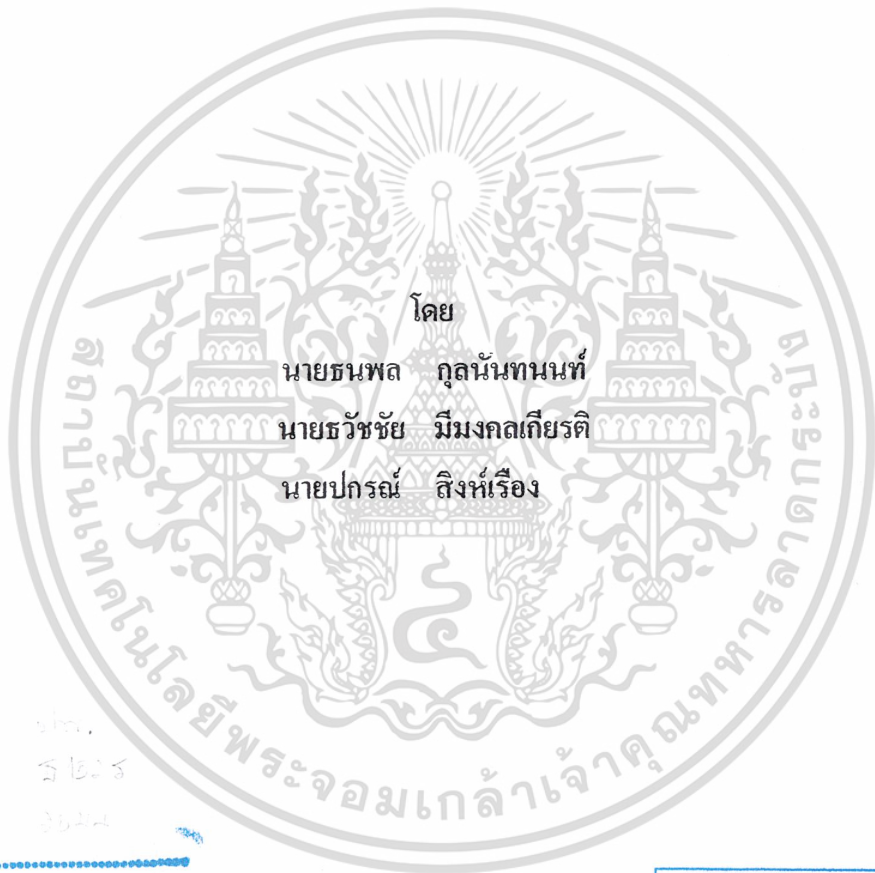 โดย
นายธนพล กุลนันทนนท์
นายธวัชชัย มีมงคลเกียรติ
นายปกรณ์ สิงห์เรือง
สถาบันเทคโนโลยีพระจอมเกล้าเจ้าคุณทหารลาดกระบัง